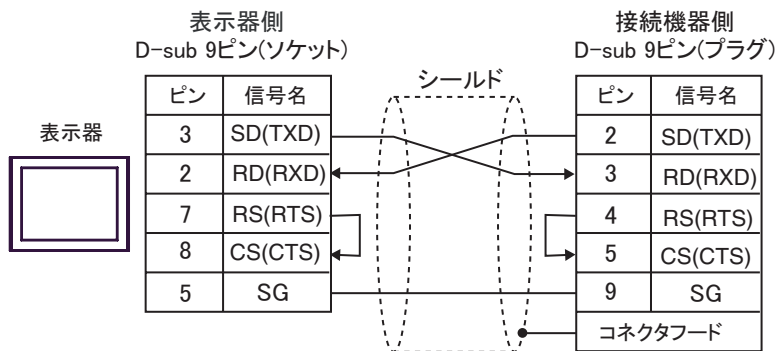 表示器側
D-sub 9ピン(ソケット)
接続機器側
D-sub 9ピン(プラグ)
シールド
表示器
ピン 信号名
3 SD(TXD)
2 RD(RXD)
7 RS(RTS)
8 CS(CTS)
5 SG
ピン 信号名
2 SD(TXD)
3 RD(RXD)
4 RS(RTS)
5 CS(CTS)
9 SG
コネクタフード